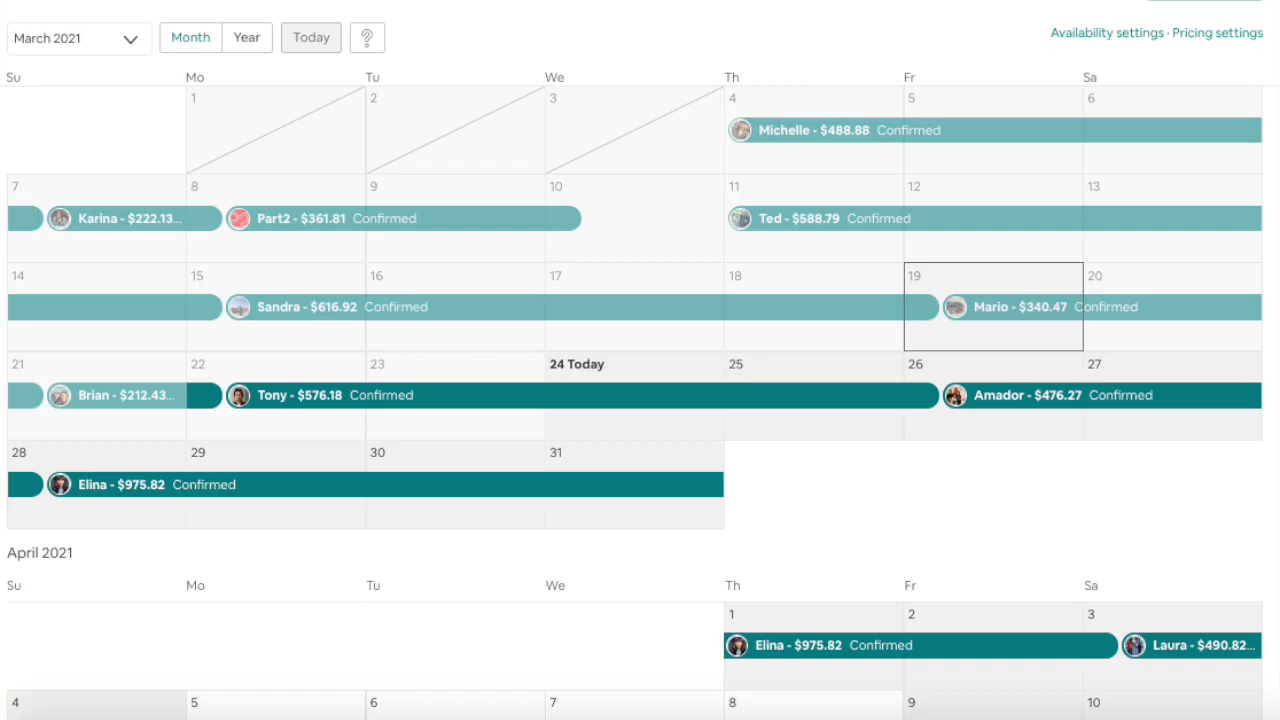 March 2021 Month Year Today ? Availability settings · Pricing settings
Su Mo Tu We Th Fr Sa
1 2 3 4 5 6
Michelle - $488.88 Confirmed
7 8 9 10 11 12 13
Karina - $222.13... Part2 - $361.81 Confirmed Ted - $588.79 Confirmed
14 15 16 17 18 19 20
Sandra - $616.92 Confirmed Mario - $340.47 Confirmed
21 22 23 24 Today 25 26 27
Brian - $212.43... Tony - $576.18 Confirmed Amador - $476.27 Confirmed
28 29 30 31
Elina - $975.82 Confirmed
April 2021
Su Mo Tu We Th Fr Sa
1 2 3
Elina - $975.82 Confirmed Laura - $490.82...
4 5 6 7 8 9 10